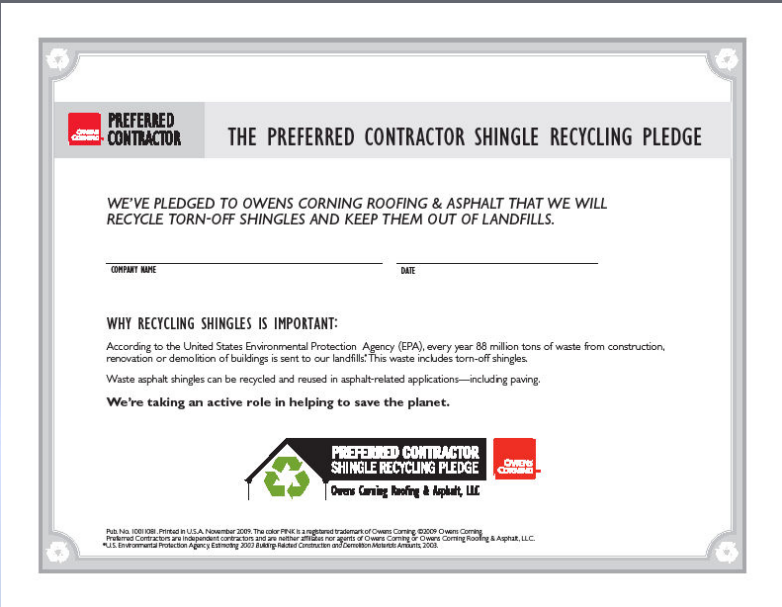 OWENS CORNING
PREFERRED
CONTRACTOR
THE PREFERRED CONTRACTOR SHINGLE RECYCLING PLEDGE
WE'VE PLEDGED TO OWENS CORNING ROOFING & ASPHALT THAT WE WILL
RECYCLE TORN-OFF SHINGLES AND KEEP THEM OUT OF LANDFILLS.
COMPANY NAME
DATE
WHY RECYCLING SHINGLES IS IMPORTANT:
According to the United States Environmental Protection Agency (EPA), every year 88 million tons of waste from construction,
renovation or demolition of buildings is sent to our landfills.* This waste includes torn-off shingles.
Waste asphalt shingles can be recycled and reused in asphalt-related applications—including paving.
We're taking an active role in helping to save the planet.
PREFERRED CONTRACTOR
SHINGLE RECYCLING PLEDGE
Owens Corning Roofing & Asphalt, LLC
OWENS
CORNING
Pub. No. 1001108I. Printed in U.S.A. November 2009. The color PINK is a registered trademark of Owens Corning. ©2009 Owens Corning.
Preferred Contractors are independent contractors and are neither affiliates nor agents of Owens Corning or Owens Corning Roofing & Asphalt, LLC.
*U.S. Environmental Protection Agency, Estimating 2003 Building-Related Construction and Demolition Materials Amounts, 2003.